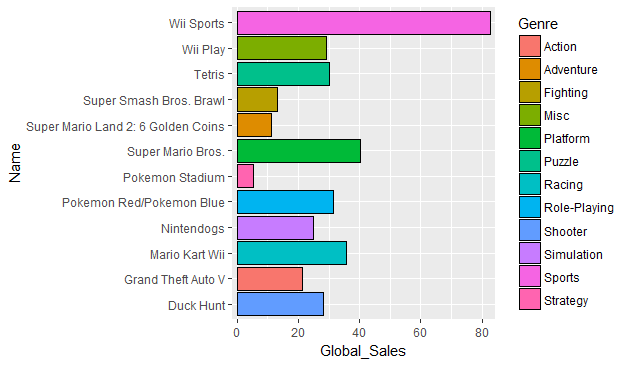 Name
Wii Sports
Wii Play
Tetris
Super Smash Bros. Brawl
Super Mario Land 2: 6 Golden Coins
Super Mario Bros.
Pokemon Stadium
Pokemon Red/Pokemon Blue
Nintendogs
Mario Kart Wii
Grand Theft Auto V
Duck Hunt
0 20 40 60 80
Global_Sales
Genre
Action
Adventure
Fighting
Misc
Platform
Puzzle
Racing
Role-Playing
Shooter
Simulation
Sports
Strategy